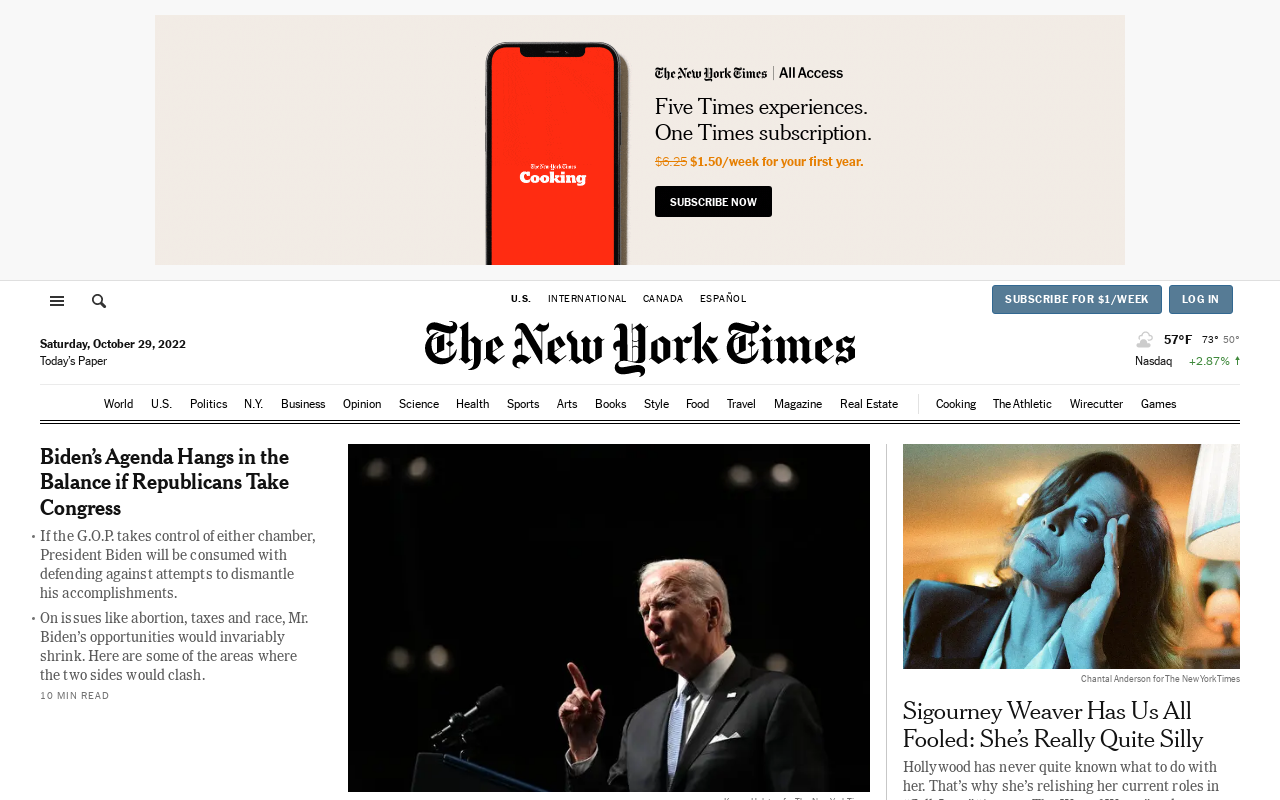 The New York Times | All Access
Five Times experiences.
One Times subscription.
$6.25 $1.50/week for your first year.
SUBSCRIBE NOW
The New York Times
Cooking
U.S. INTERNATIONAL CANADA ESPAÑOL
SUBSCRIBE FOR $1/WEEK LOG IN
The New York Times
Saturday, October 29, 2022
Today's Paper
57°F 73° 50°
Nasdaq +2.87% ↑
World U.S. Politics N.Y. Business Opinion Science Health Sports Arts Books Style Food Travel Magazine Real Estate Cooking The Athletic Wirecutter Games
Biden’s Agenda Hangs in the
Balance if Republicans Take
Congress
• If the G.O.P. takes control of either chamber,
President Biden will be consumed with
defending against attempts to dismantle
his accomplishments.
• On issues like abortion, taxes and race, Mr.
Biden’s opportunities would invariably
shrink. Here are some of the areas where
the two sides would clash.
10 MIN READ
Chantal Anderson for The New York Times
Sigourney Weaver Has Us All
Fooled: She’s Really Quite Silly
Hollywood has never quite known what to do with
her. That’s why she’s relishing her current roles in